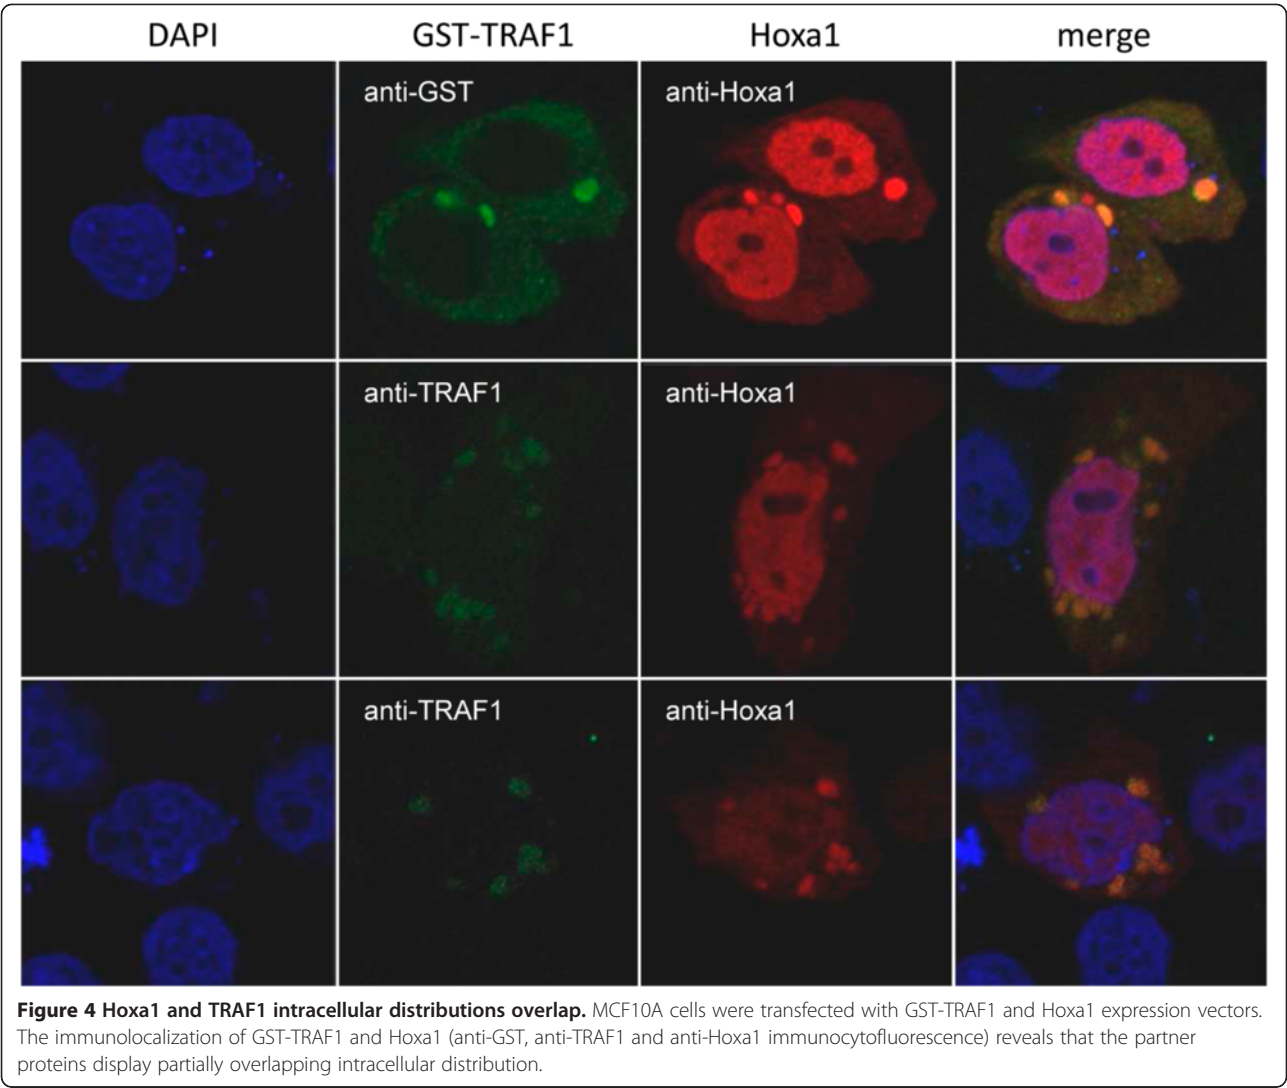 DAPI GST-TRAF1 Hoxa1 merge
anti-GST anti-Hoxa1
anti-TRAF1 anti-Hoxa1
anti-TRAF1 anti-Hoxa1
Figure 4 Hoxa1 and TRAF1 intracellular distributions overlap. MCF10A cells were transfected with GST-TRAF1 and Hoxa1 expression vectors.
The immunolocalization of GST-TRAF1 and Hoxa1 (anti-GST, anti-TRAF1 and anti-Hoxa1 immunocytofluorescence) reveals that the partner
proteins display partially overlapping intracellular distribution.